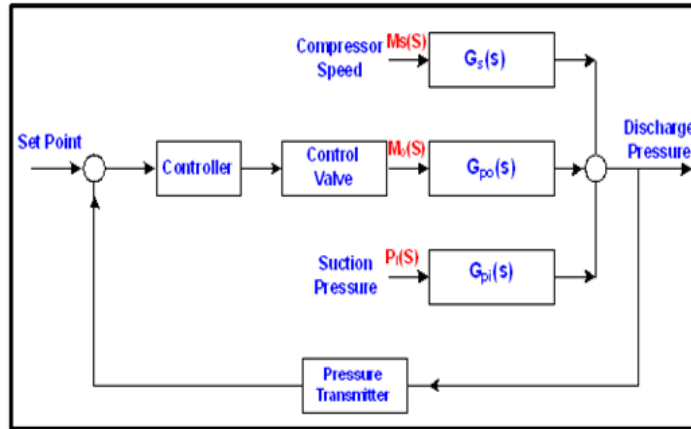 Compressor
Speed
Ms(S)
Gs(s)
Set Point
Controller
Control
Valve
Mo(S)
Gpo(s)
Discharge
Pressure
Suction
Pressure
Pi(S)
Gpi(s)
Pressure
Transmitter